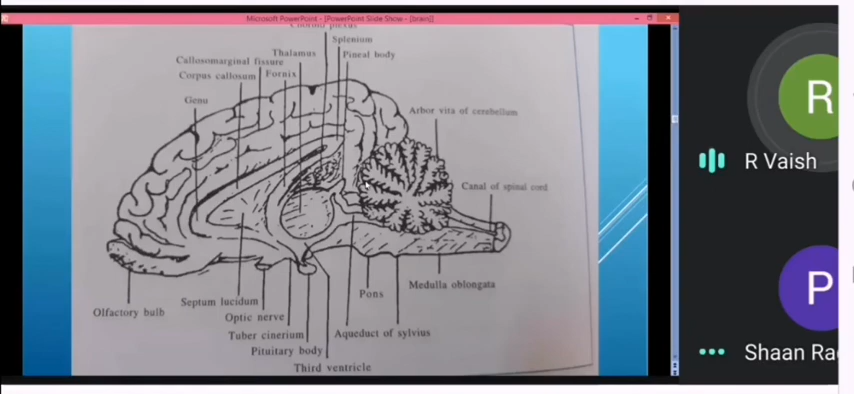 Microsoft PowerPoint - [PowerPoint Slide Show - [brain]]
Choroid plexus
Splenium
Thalamus
Pineal body
Callosomarginal fissure
Corpus callosum
Fornix
Genu
Arbor vita of cerebellum
Canal of spinal cord
Olfactory bulb
Septum lucidum
Optic nerve
Tuber cinerium
Pituitary body
Third ventricle
Aqueduct of sylvius
Pons
Medulla oblongata
R
R Vaish
P
Shaan Ra